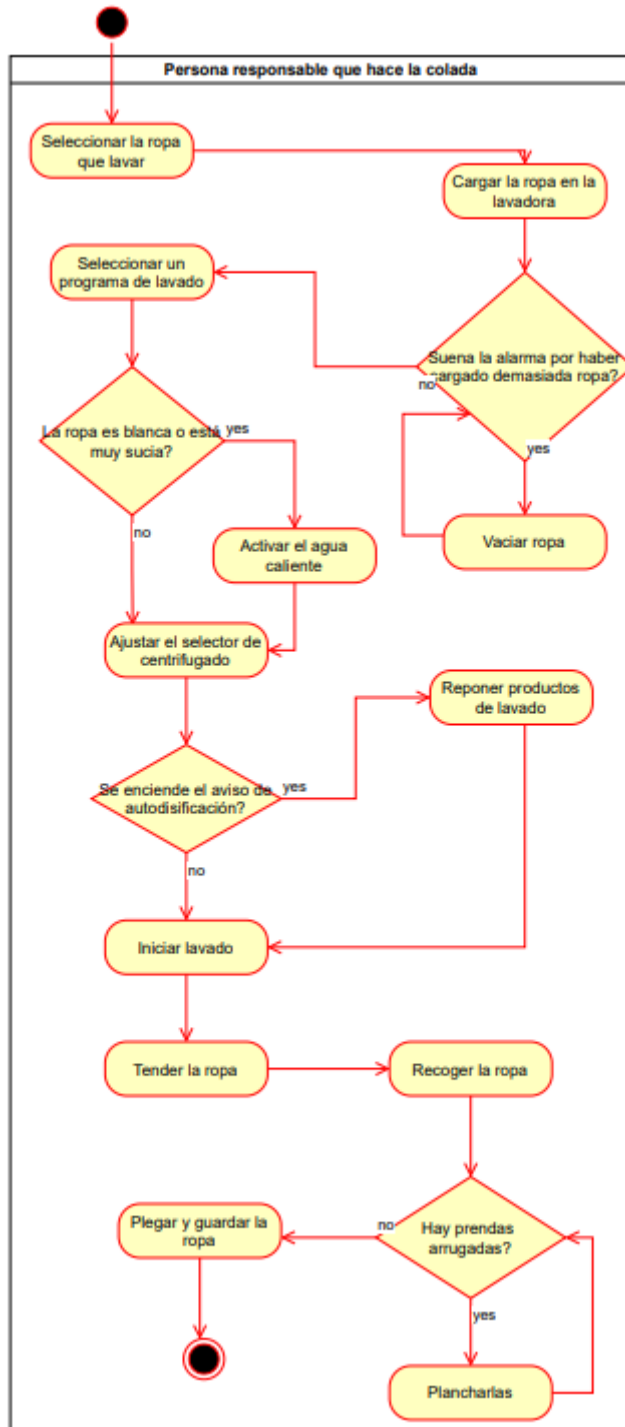 Persona responsable que hace la colada
Seleccionar la ropa
que lavar
Cargar la ropa en la
lavadora
Seleccionar un
programa de lavado
Suena la alarma por haber
cargado demasiada ropa?
no
yes
Vaciar ropa
La ropa es blanca o está
muy sucia?
yes
no
Activar el agua
caliente
Ajustar el selector de
centrifugado
Reponer productos
de lavado
Se enciende el aviso de
autodisificación?
yes
no
Iniciar lavado
Tender la ropa
Recoger la ropa
Plegar y guardar la
ropa
no
Hay prendas
arrugadas?
yes
Plancharlas